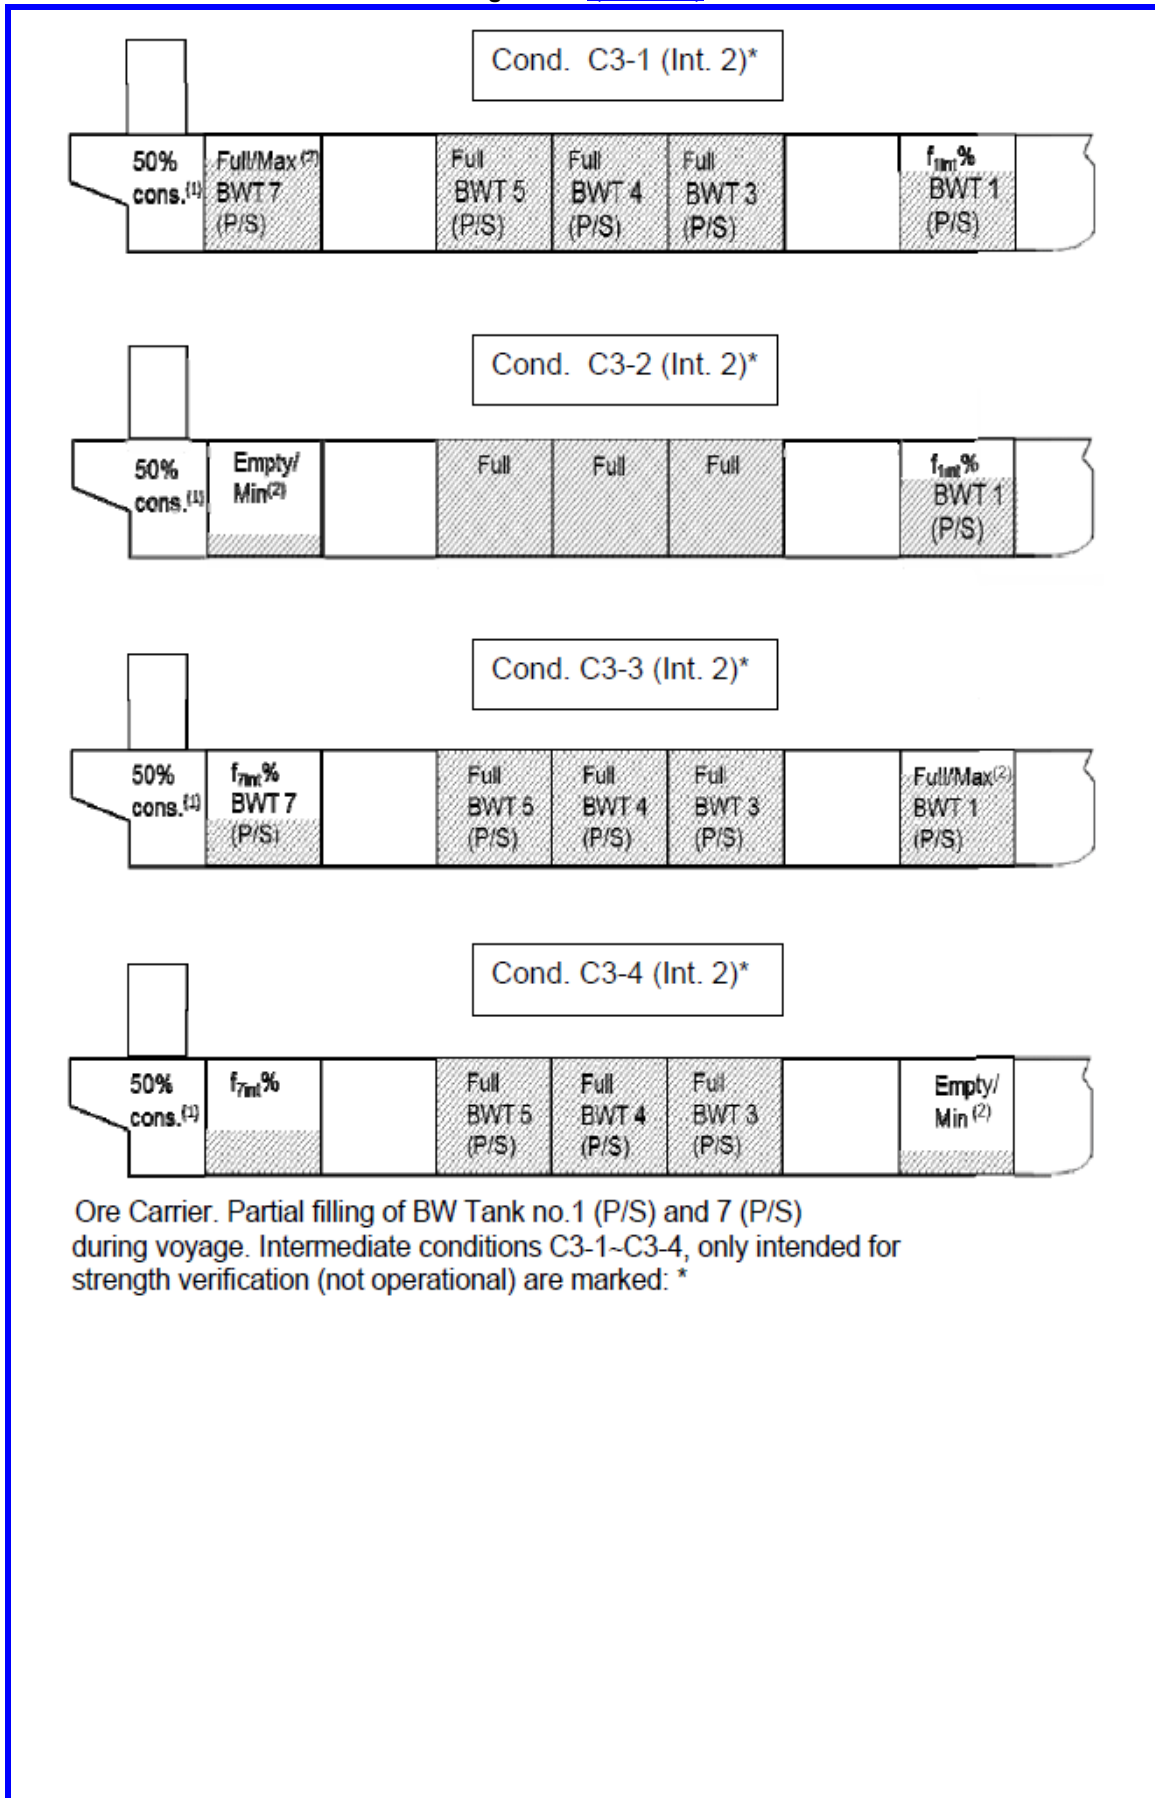 Cond. C3-1 (Int. 2)*
50%
cons.(1)
Full/Max
BWT 7
(P/S)
Full
BWT 5
(P/S)
Full
BWT 4
(P/S)
Full
BWT 3
(P/S)
f1int%
BWT 1
(P/S)
Cond. C3-2 (Int. 2)*
50%
cons.(1)
Empty/
Min(2)
Full
Full
Full
f1int%
BWT 1
(P/S)
Cond. C3-3 (Int. 2)*
50%
cons.(1)
f7int%
BWT 7
(P/S)
Full
BWT 5
(P/S)
Full
BWT 4
(P/S)
Full
BWT 3
(P/S)
Full/Max(2)
BWT 1
(P/S)
Cond. C3-4 (Int. 2)*
50%
cons.(1)
f7int%
Full
BWT 5
(P/S)
Full
BWT 4
(P/S)
Full
BWT 3
(P/S)
Empty/
Min (2)
Ore Carrier. Partial filling of BW Tank no.1 (P/S) and 7 (P/S)
during voyage. Intermediate conditions C3-1~C3-4, only intended for
strength verification (not operational) are marked: *